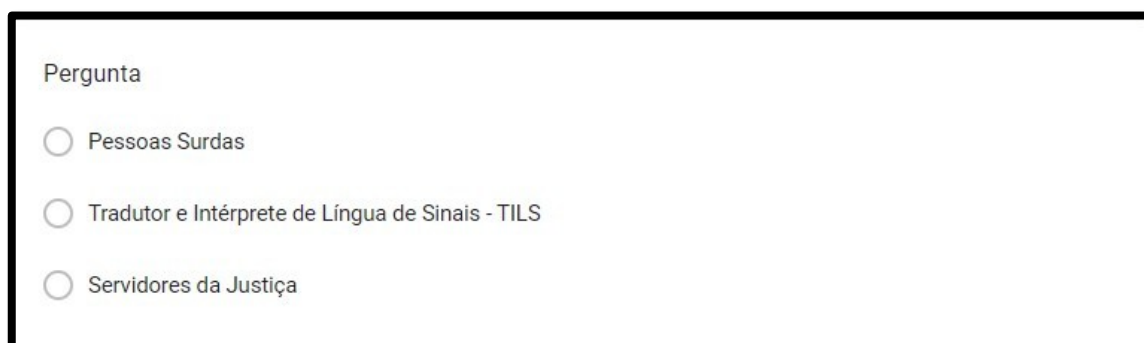 Pergunta
Pessoas Surdas
Tradutor e Intérprete de Língua de Sinais - TILS
Servidores da Justiça